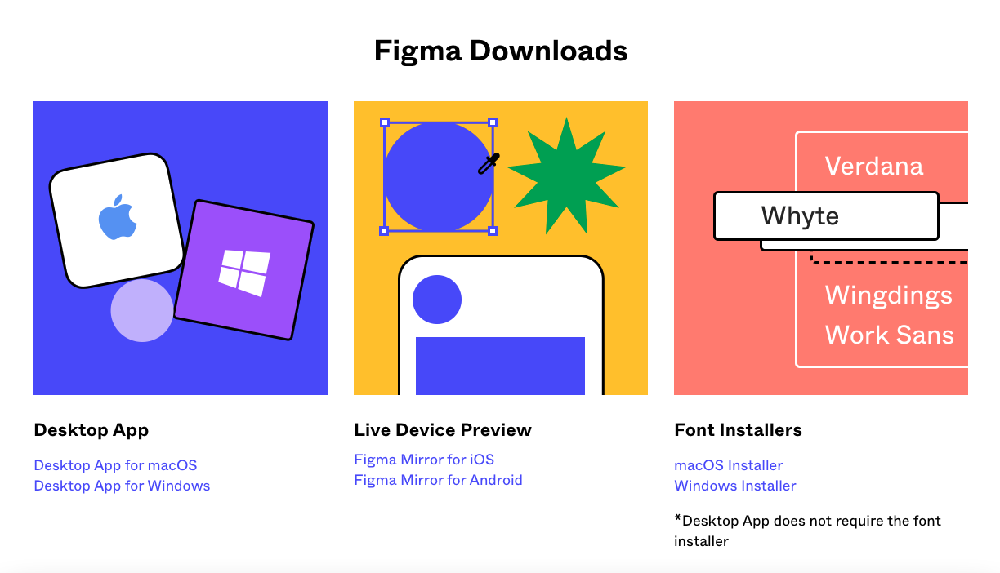 Figma Downloads
Verdana
Whyte
Wingdings
Work Sans
Desktop App
Desktop App for macOS
Desktop App for Windows
Live Device Preview
Figma Mirror for iOS
Figma Mirror for Android
Font Installers
macOS Installer
Windows Installer
*Desktop App does not require the font
installer